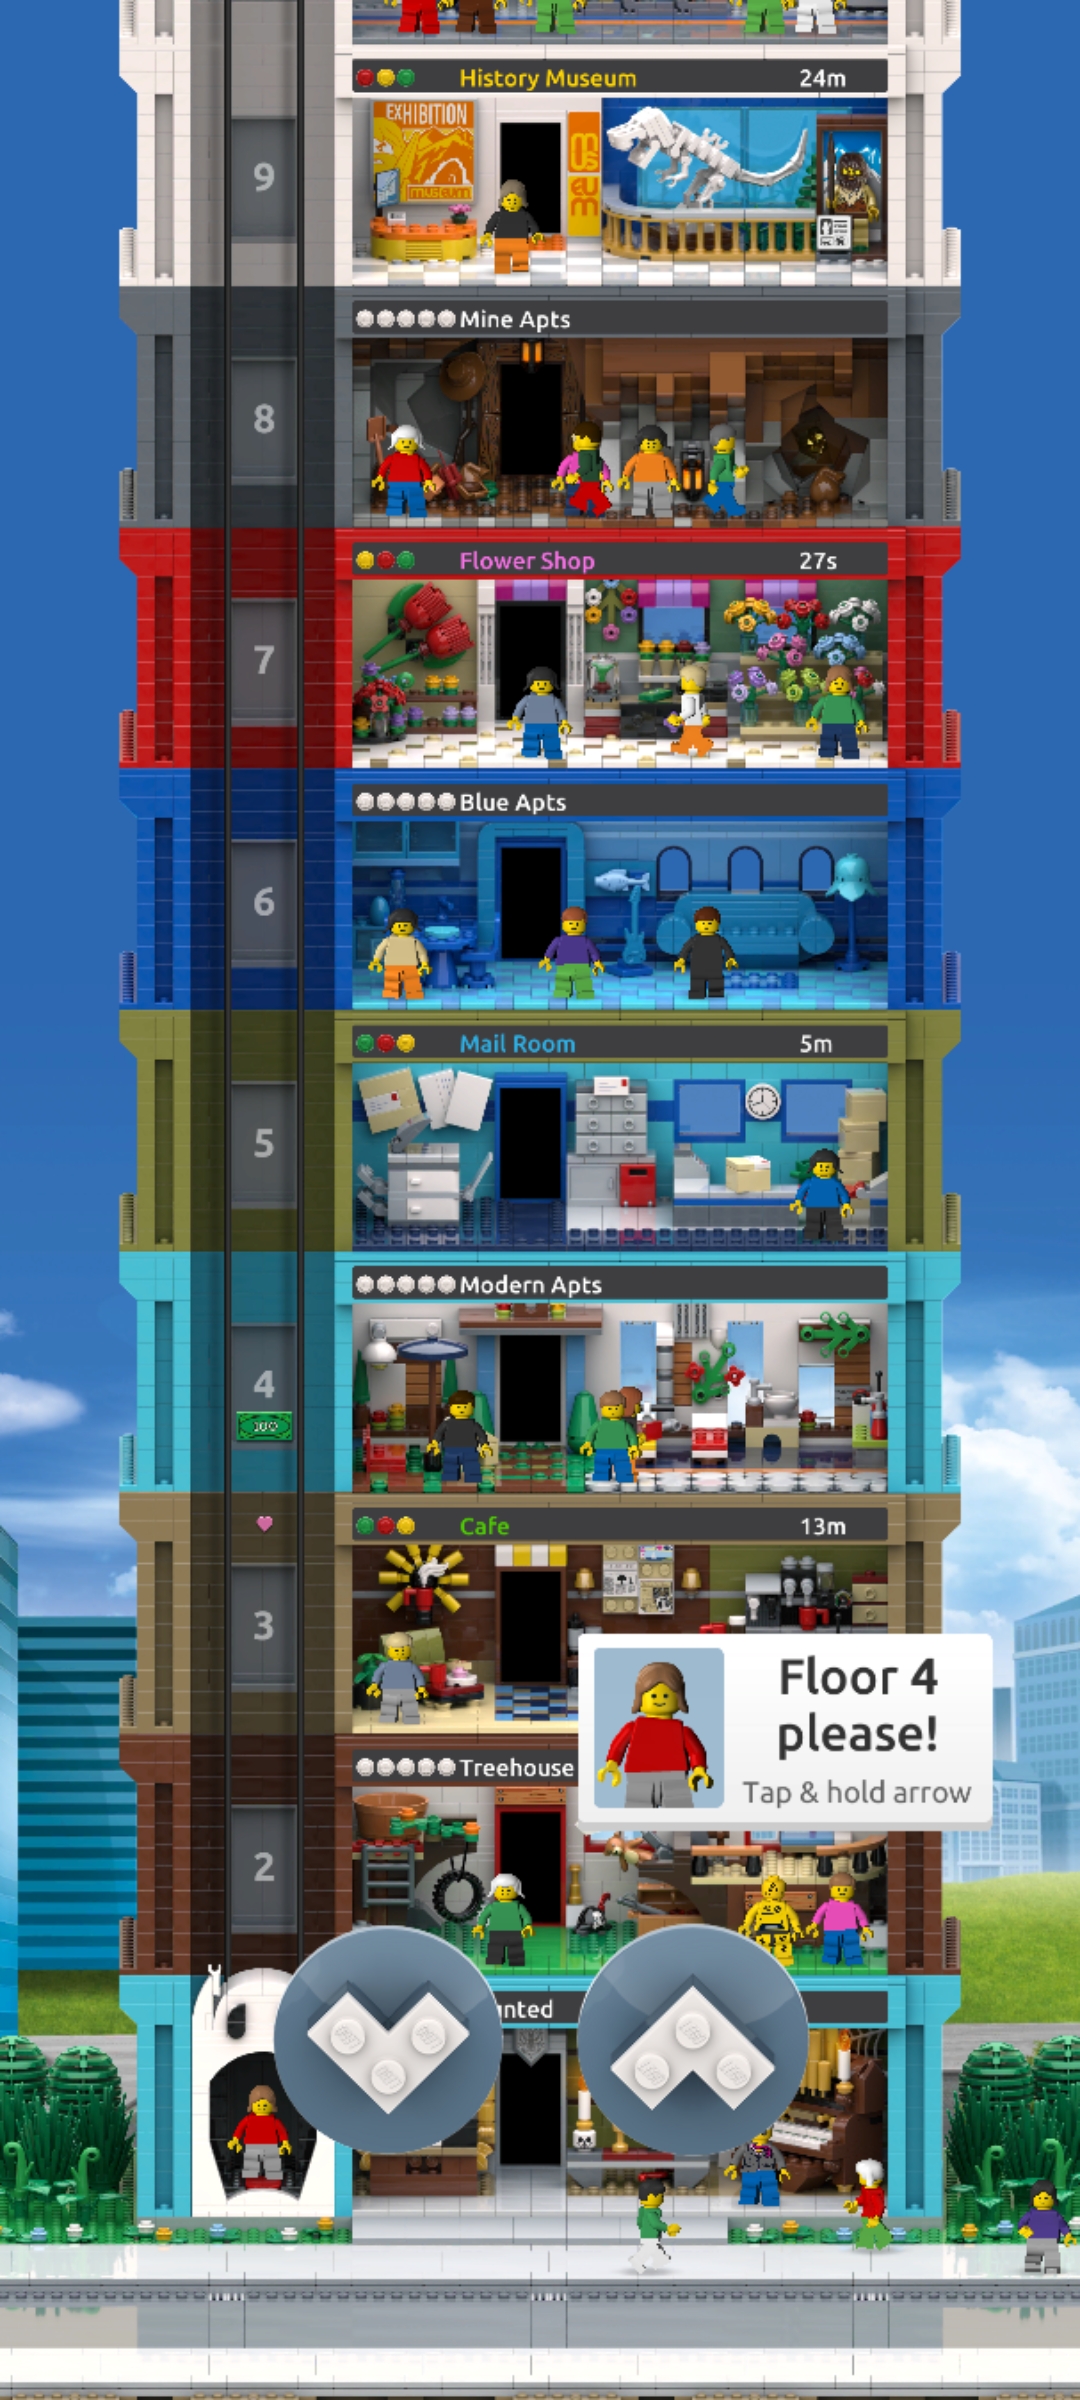 History Museum 24m
EXHIBITION
museum
mus
eum
9
Mine Apts
8
Flower Shop 27s
7
Blue Apts
6
Mail Room 5m
5
Modern Apts
4
100
Cafe 13m
3
Floor 4
please!
Tap & hold arrow
Treehouse
2
nted